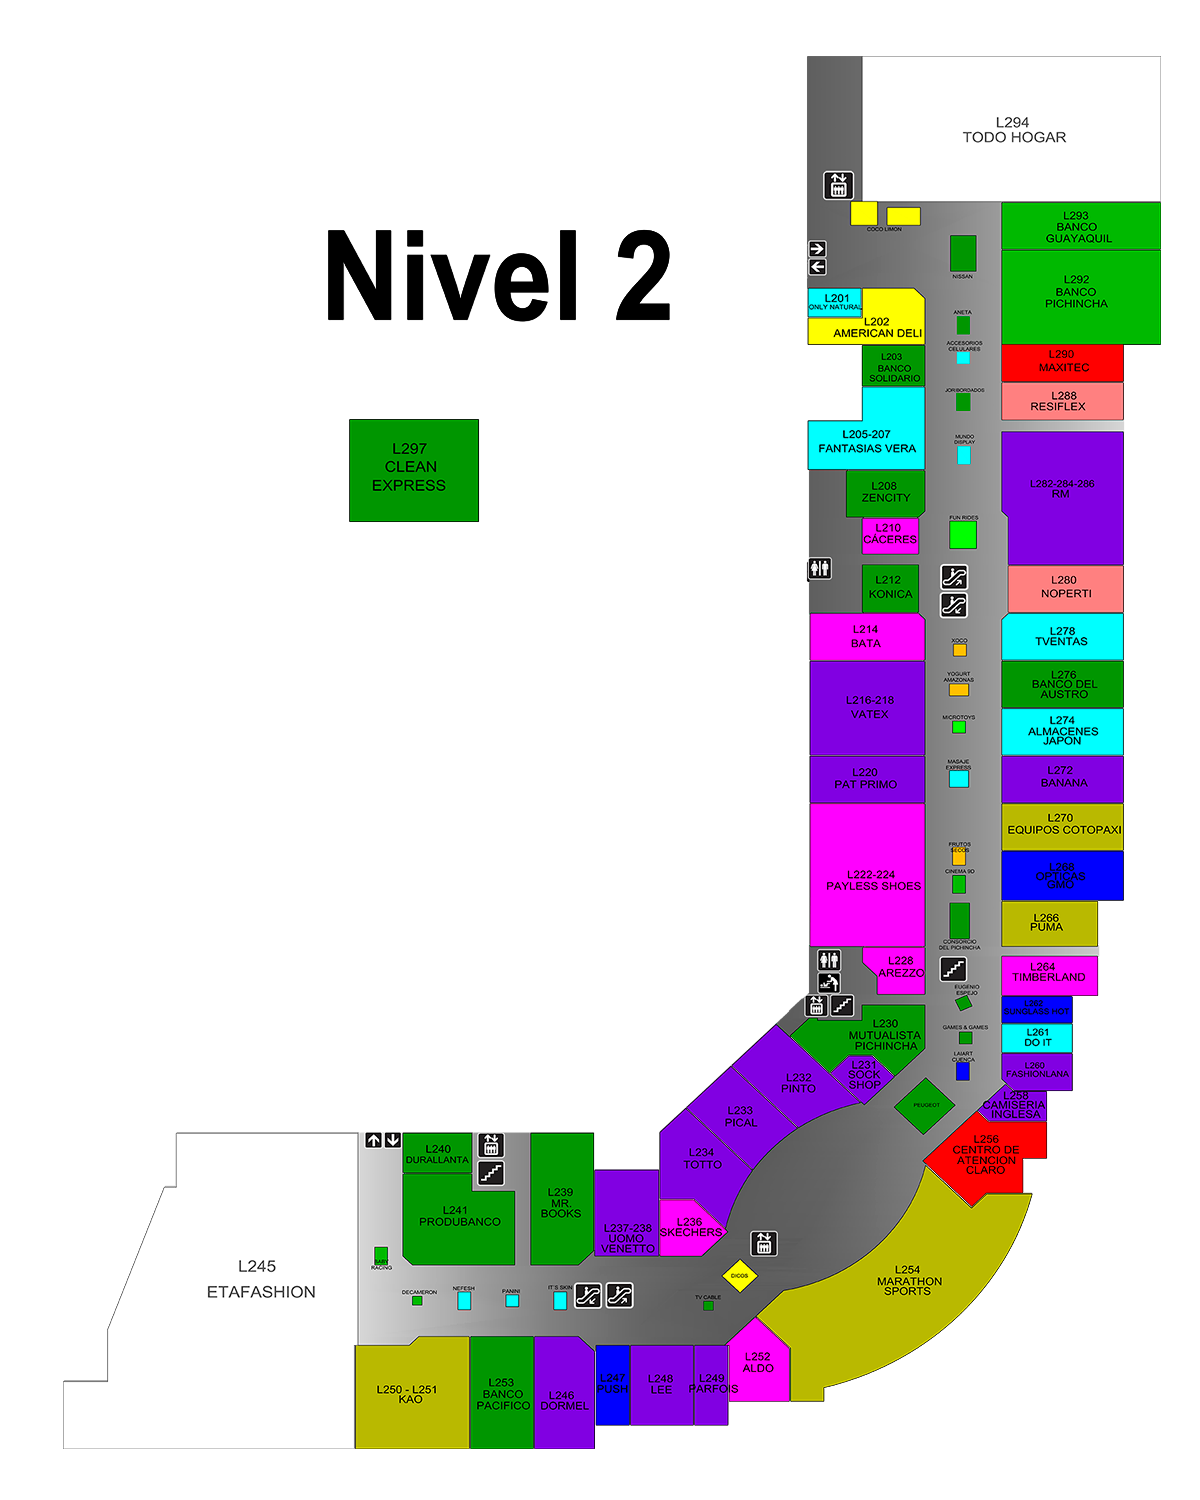 L294
TODO HOGAR
COCO LIMON
L293
BANCO
GUAYAQUIL
Nivel 2
NISSAN
L292
BANCO
PICHINCHA
L201
ONLY NATURAL
L202
AMERICAN DELI
ANETA
ACCESORIOS
CELULARES
L203
BANCO
SOLIDARIO
L290
MAXITEC
JORIBORDADOS
L288
RESIFLEX
L205-207
FANTASIAS VERA
MUNDO
DISPLAY
L297
CLEAN
EXPRESS
L208
ZENCITY
L282-284-286
RM
L210
CÁCERES
FUN RIDES
L212
KONICA
L280
NOPERTI
L214
BATA
XOCO
L278
TVENTAS
YOGURT
AMAZONAS
L276
BANCO DEL
AUSTRO
L216-218
VATEX
MICROTOYS
L274
ALMACENES
JAPON
L220
PAT PRIMO
MASAJE
EXPRESS
L272
BANANA
L270
EQUIPOS COTOPAXI
FRUTOS
SECOS
L222-224
PAYLESS SHOES
CINEMA 9D
L268
OPTICAS
GMO
L266
PUMA
CONSORCIO
DEL PICHINCHA
L228
AREZZO
L264
TIMBERLAND
EUGENIO
ESPEJO
L262
SUNGLASS HOT
L230
MUTUALISTA
PICHINCHA
GAMES & GAMES
L261
DO IT
LAIART
CUENCA
L231
SOCK
SHOP
L260
FASHIONLANA
L232
PINTO
L258
CAMISERIA
INGLESA
PEUGEOT
L233
PICAL
L256
CENTRO DE
ATENCION
CLARO
L234
TOTTO
L240
DURALLANTA
L239
MR.
BOOKS
L241
PRODUBANCO
L236
SKECHERS
L237-238
UOMO
VENETTO
L245
ETAFASHION
BABY
RACING
DICOS
L254
MARATHON
SPORTS
DECAMERON
NEFESH
PANINI
IT'S SKIN
TV CABLE
L252
ALDO
L250 - L251
KAO
L253
BANCO
PACIFICO
L246
DORMEL
L247
PUSH
L248
LEE
L249
PARFOIS